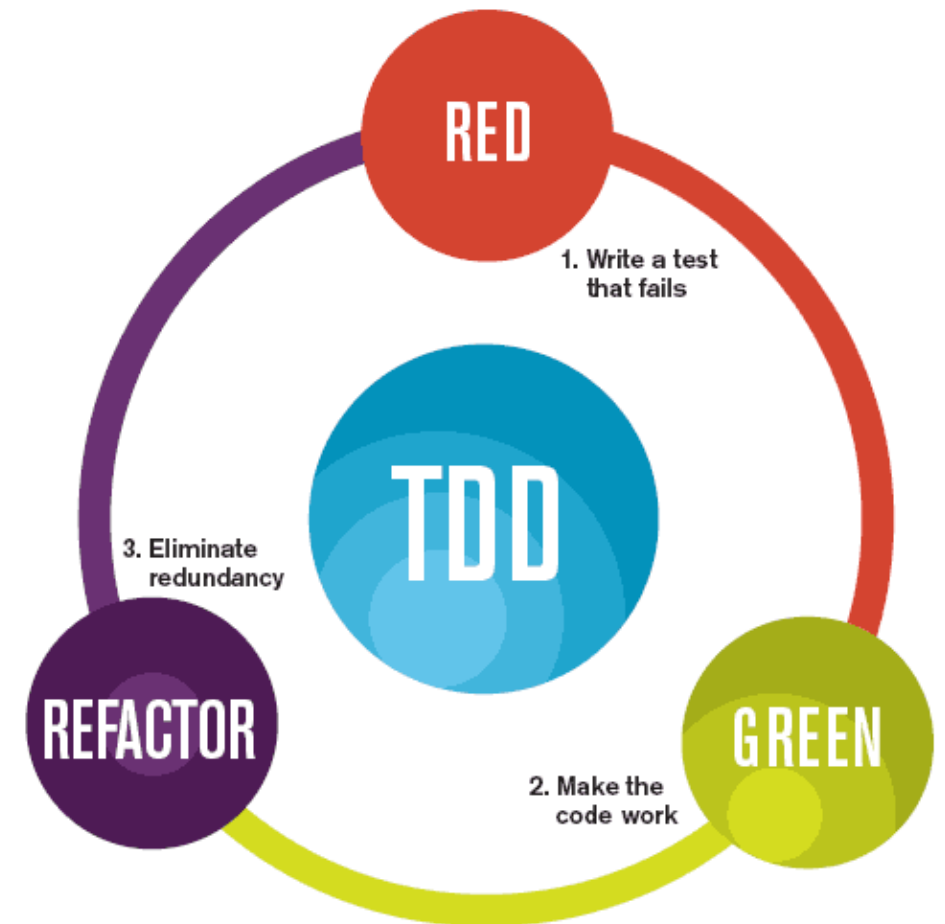 RED
1. Write a test
that fails
TDD
3. Eliminate
redundancy
REFACTOR
GREEN
2. Make the
code work